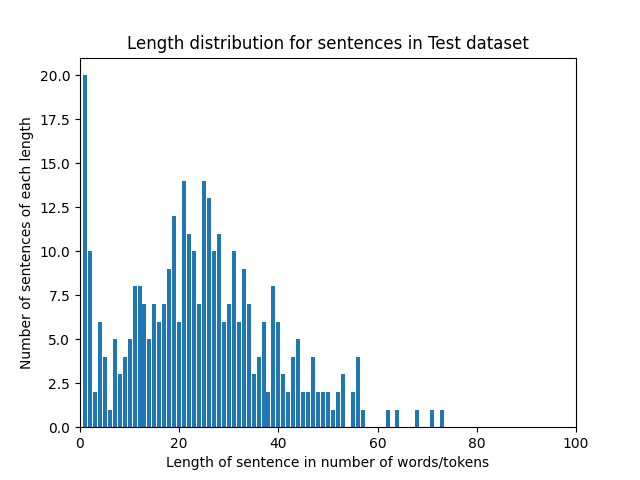 Length distribution for sentences in Test dataset
Number of sentences of each length
20.0
17.5
15.0
12.5
10.0
7.5
5.0
2.5
0.0
0 20 40 60 80 100
Length of sentence in number of words/tokens